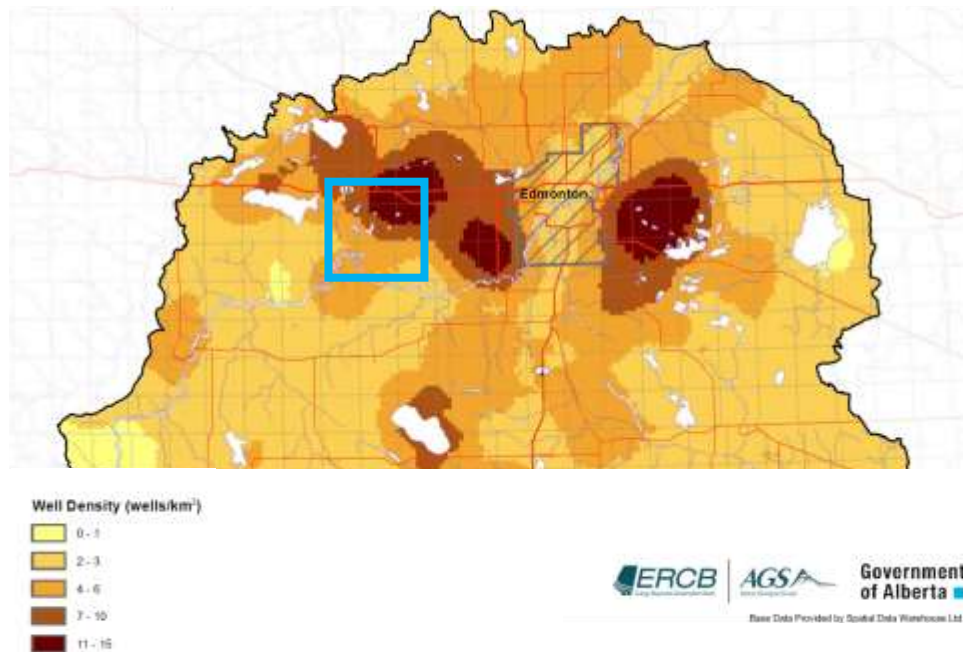 Edmonton
Well Density (wells/km²)
0 - 1
2 - 3
4 - 6
7 - 10
11 - 15
ERCB
AGS
Government
of Alberta
Base Data Provided by Spatial Data Warehouse Ltd